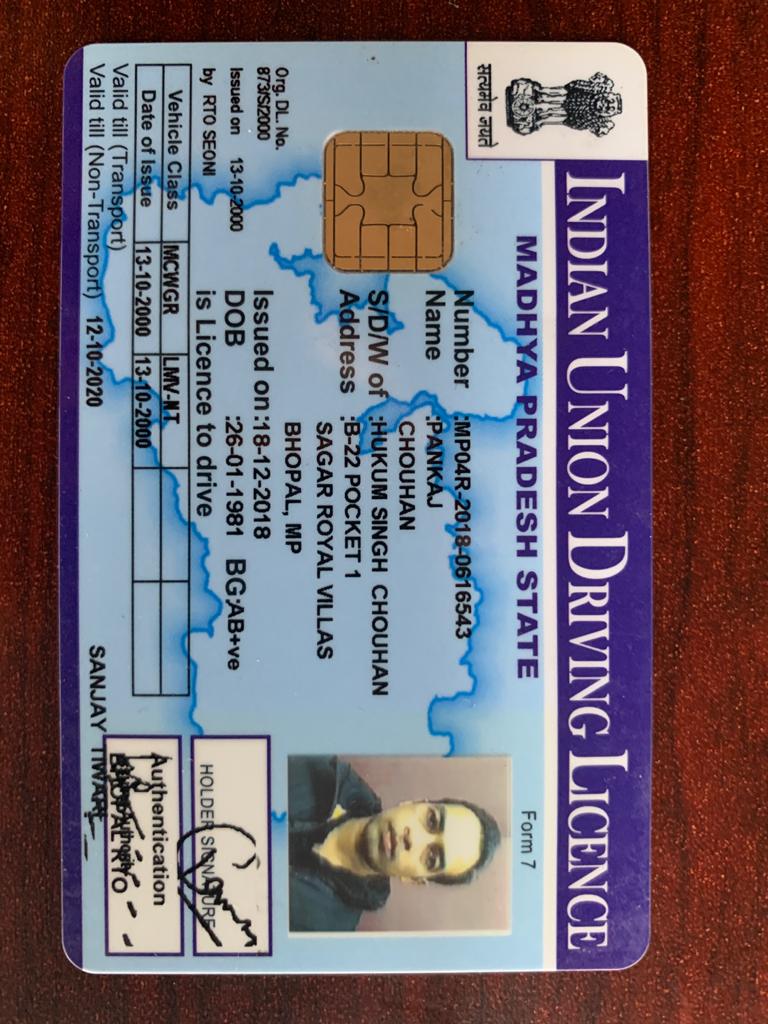 सत्यमेव जयते
INDIAN UNION DRIVING LICENCE
MADHYA PRADESH STATE
Form 7
Number :MP04R-2018-0616543
Name :PANKAJ
CHOUHAN
S/D/W of :HUKUM SINGH CHOUHAN
Address :B-22 POCKET 1
SAGAR ROYAL VILLAS
BHOPAL, MP
Org. DL. No.
873/S/2000
Issued on 13-10-2000
by RTO SEONI
Issued on :18-12-2018
DOB :26-01-1981 BG:AB+ve
is Licence to drive
HOLDER SIGNATURE
Vehicle Class MCWGR LMV-NT
Date of Issue 13-10-2000 13-10-2000
Valid till (Transport)
Valid till (Non-Transport) 12-10-2020
Authentication
SANJAY TIWARI
BHOPAL RTO